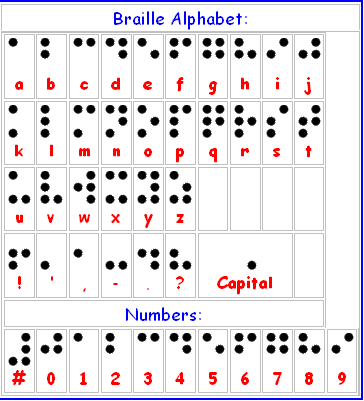 Braille Alphabet:
a b c d e f g h i j
k l m n o p q r s t
u v w x y z
! ' , - . ? Capital
Numbers:
# 0 1 2 3 4 5 6 7 8 9